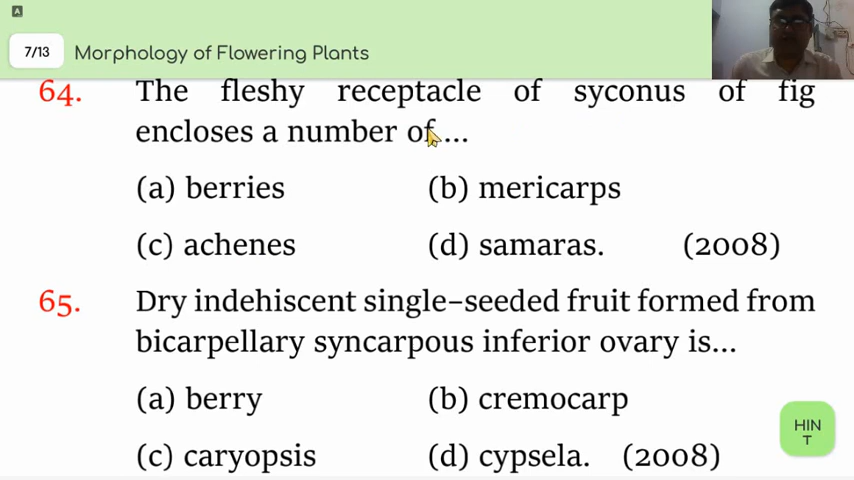 A
7/13 Morphology of Flowering Plants
64. The fleshy receptacle of syconus of fig
encloses a number of...
(a) berries (b) mericarps
(c) achenes (d) samaras. (2008)
65. Dry indehiscent single-seeded fruit formed from
bicarpellary syncarpous inferior ovary is...
(a) berry (b) cremocarp
(c) caryopsis (d) cypsela. (2008)
HIN
T